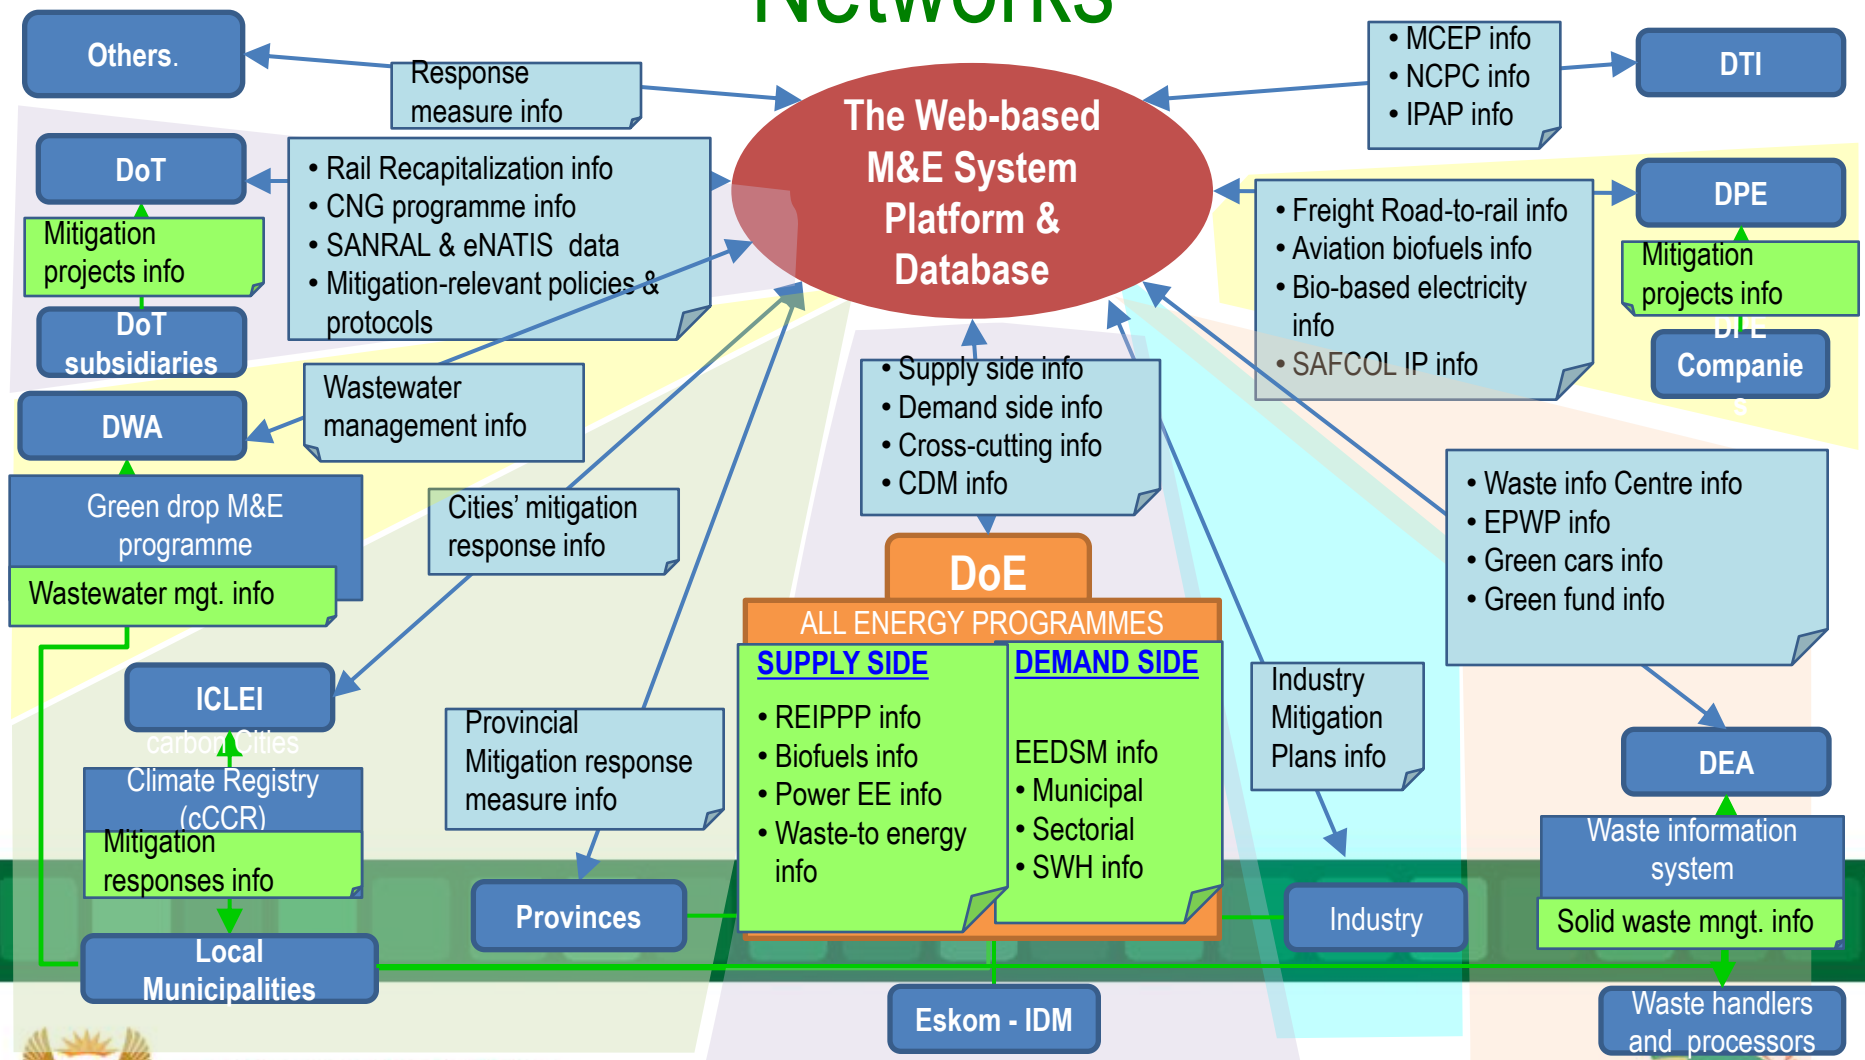 Networks
Others.
Response
measure info
The Web-based
M&E System
Platform &
Database
• MCEP info
• NCPC info
• IPAP info
DTI
DoT
Mitigation
projects info
DoT
subsidiaries
• Rail Recapitalization info
• CNG programme info
• SANRAL & eNATIS data
• Mitigation-relevant policies &
protocols
• Freight Road-to-rail info
• Aviation biofuels info
• Bio-based electricity
info
• SAFCOL IP info
DPE
Mitigation
projects info
DPE
Companie
s
DWA
Wastewater
management info
Green drop M&E
programme
Wastewater mgt. info
Cities’ mitigation
response info
• Supply side info
• Demand side info
• Cross-cutting info
• CDM info
• Waste info Centre info
• EPWP info
• Green cars info
• Green fund info
ICLEI
carbon Cities
Climate Registry
(cCCR)
Mitigation
responses info
Local
Municipalities
Provincial
Mitigation response
measure info
Provinces
DoE
ALL ENERGY PROGRAMMES
SUPPLY SIDE
• REIPPP info
• Biofuels info
• Power EE info
• Waste-to energy
info
DEMAND SIDE
EEDSM info
• Municipal
• Sectorial
• SWH info
Eskom - IDM
Industry
Mitigation
Plans info
Industry
DEA
Waste information
system
Solid waste mngt. info
Waste handlers
and processors